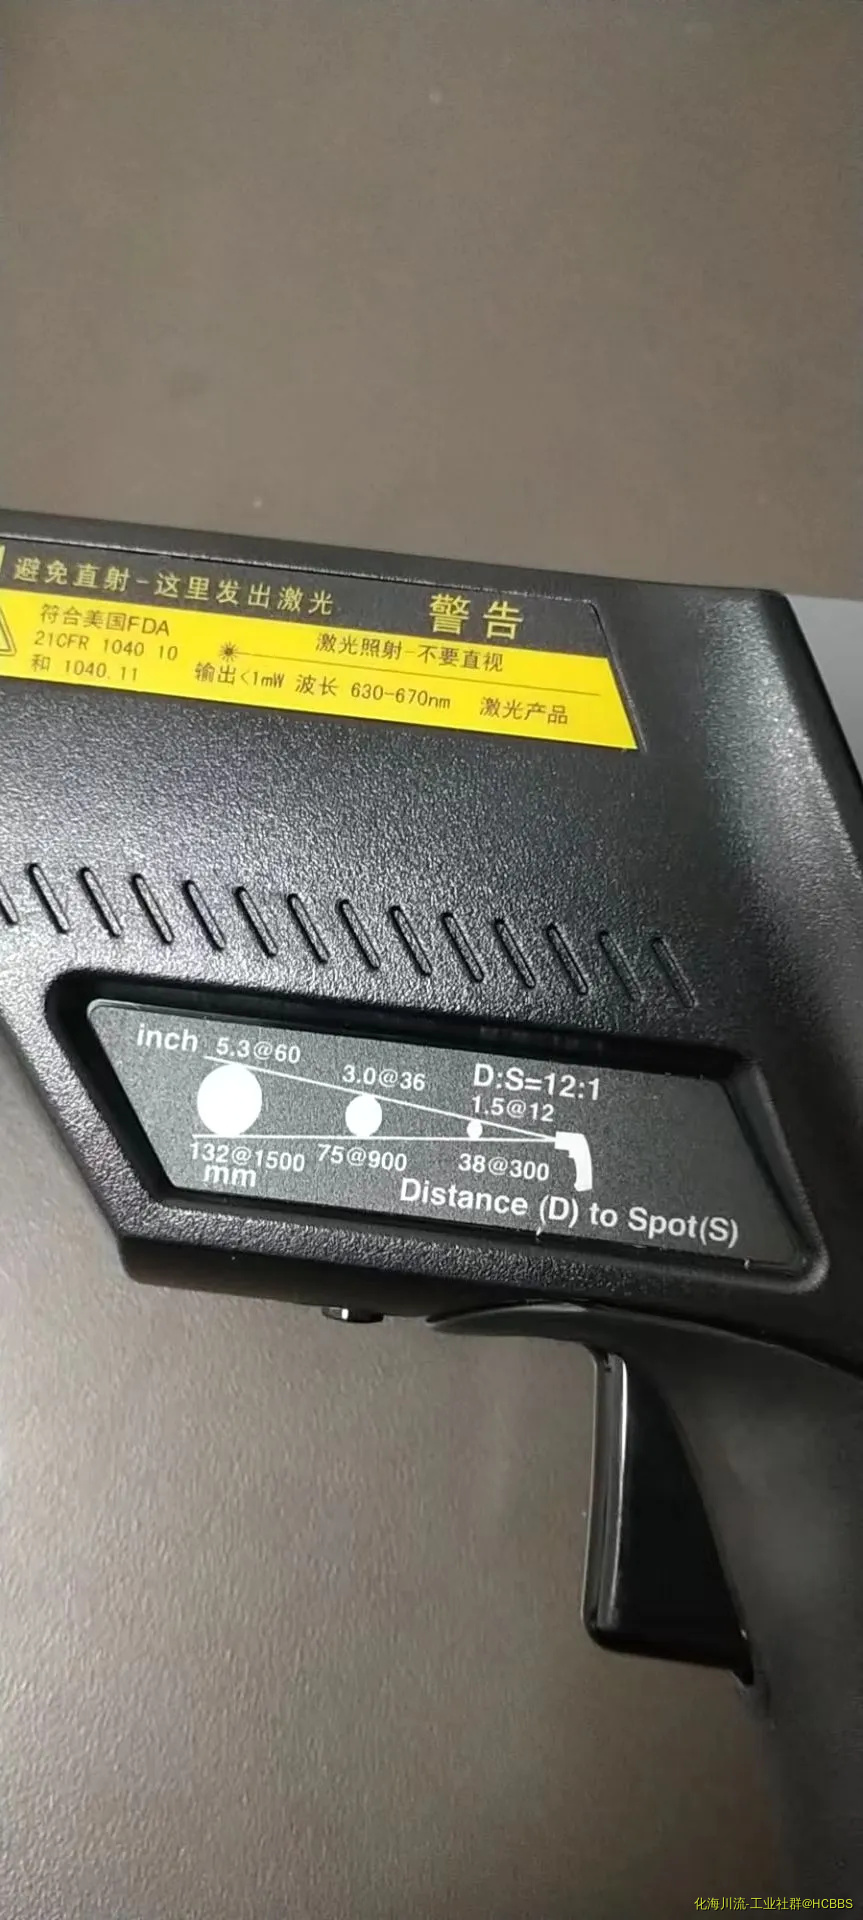 避免直射-这里发出激光 警告
符合美国FDA
21CFR 1040 10
和 1040.11
激光照射-不要直视
输出<1mW 波长 630-670nm 激光产品
inch 5.3@60 3.0@36 D:S=12:1
1.5@12
132@1500 75@900 38@300
mm
Distance (D) to Spot(S)
化海川流-工业社群@HCBBS